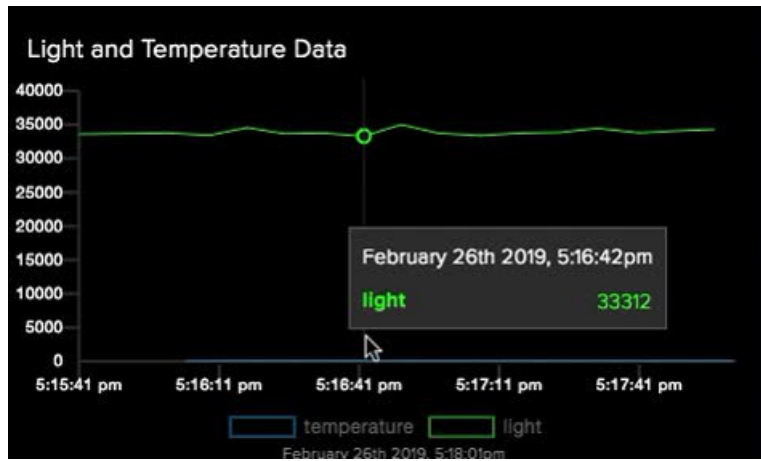 Light and Temperature Data
40000
35000
30000
25000
20000
15000
10000
5000
0
February 26th 2019, 5:16:42pm
light 33312
5:15:41 pm 5:16:11 pm 5:16:41 pm 5:17:11 pm 5:17:41 pm
temperature light
February 26th 2019, 5:18:01pm